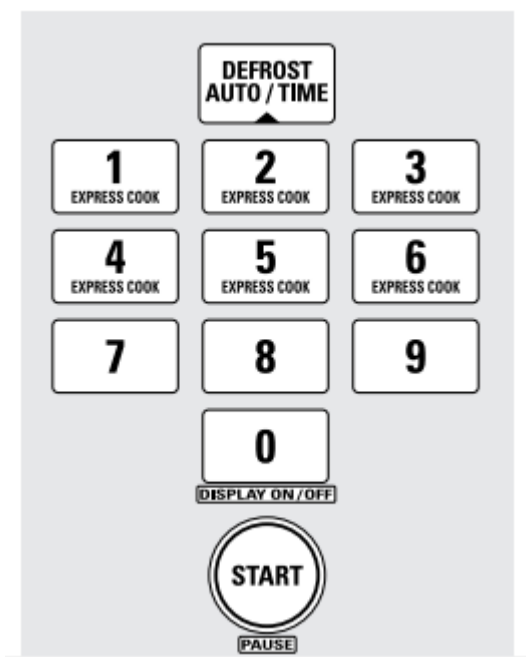 DEFROST
AUTO / TIME
1 2 3
EXPRESS COOK EXPRESS COOK EXPRESS COOK
4 5 6
EXPRESS COOK EXPRESS COOK EXPRESS COOK
7 8 9
0
DISPLAY ON/OFF
START
PAUSE